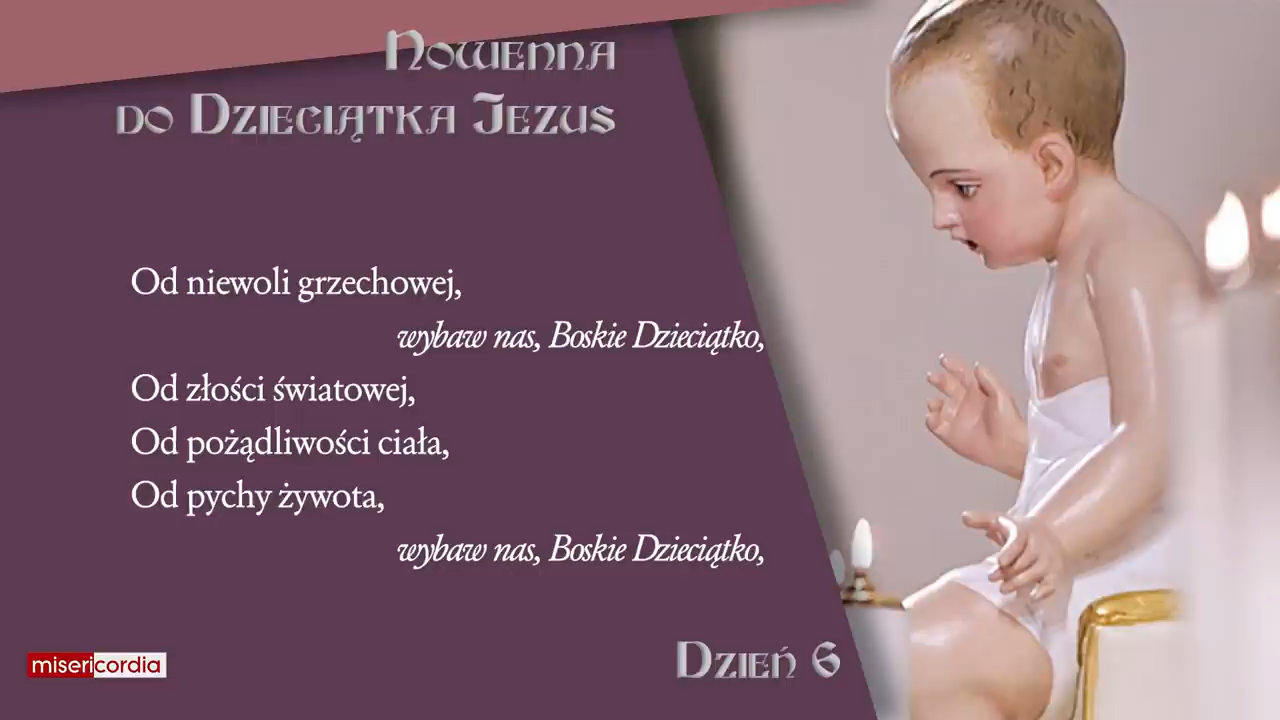 Nowenna
do Dzieciątka Jezus
Od niewoli grzechowej,
wybaw nas, Boskie Dzieciątko,
Od złości światowej,
Od pożądliwości ciała,
Od pychy żywota,
wybaw nas, Boskie Dzieciątko,
Dzień 6
misericordia